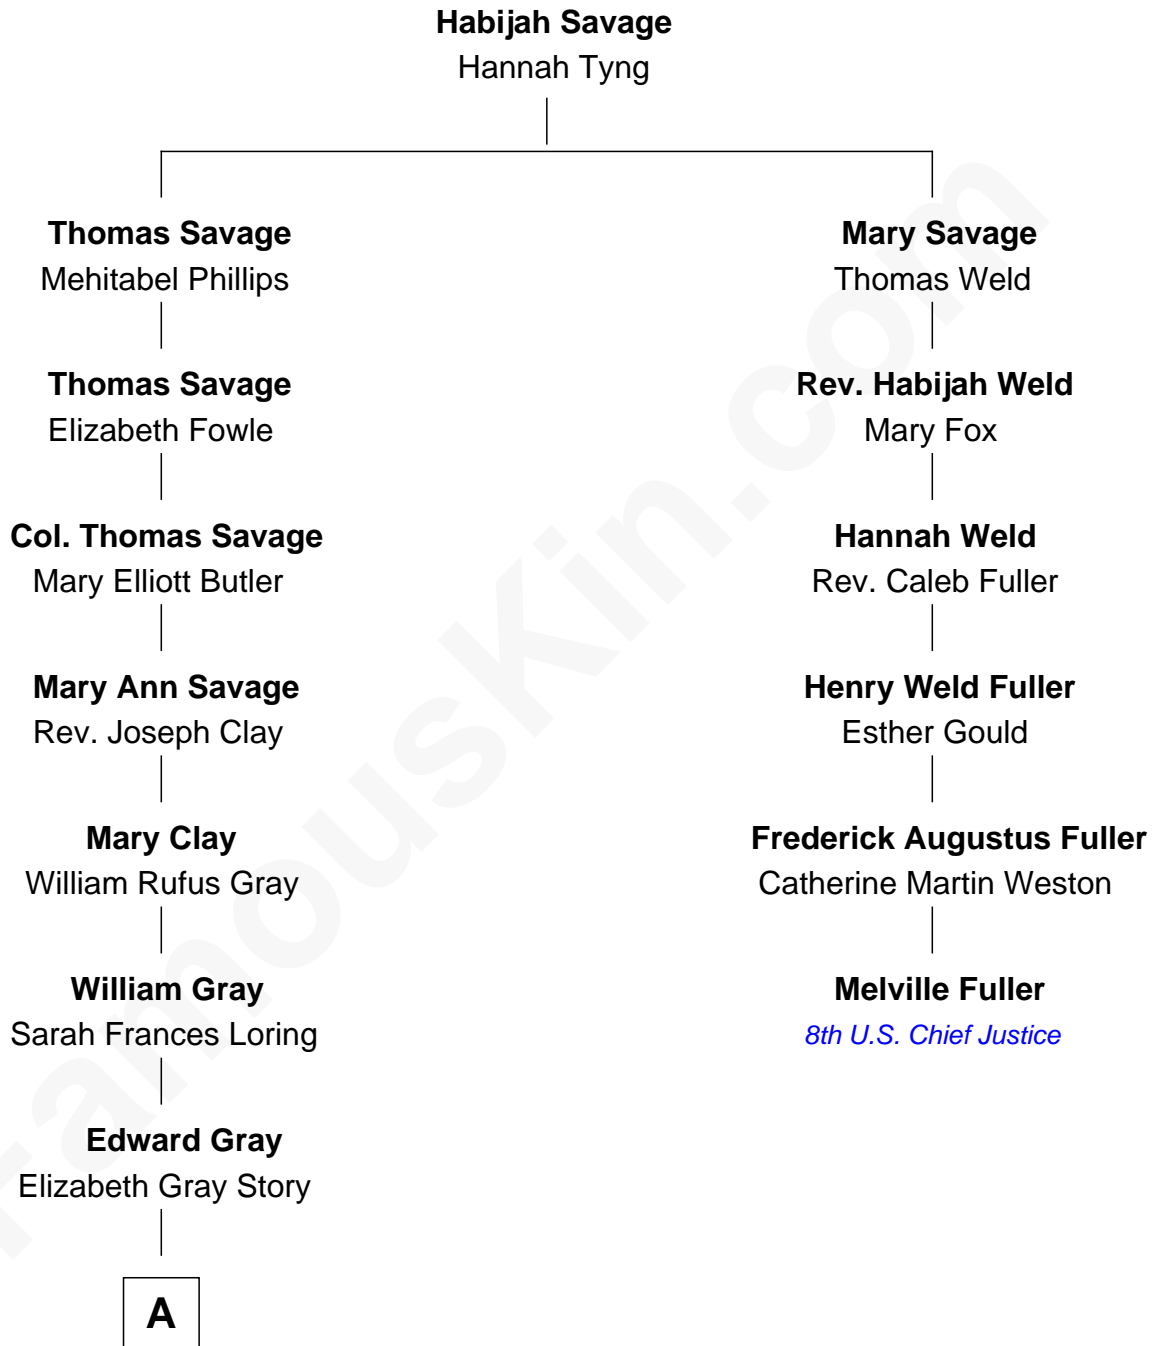 Habijah Savage
Hannah Tyng
Thomas Savage
Mehitabel Phillips
Mary Savage
Thomas Weld
Thomas Savage
Elizabeth Fowle
Rev. Habijah Weld
Mary Fox
Col. Thomas Savage
Mary Elliott Butler
Hannah Weld
Rev. Caleb Fuller
Mary Ann Savage
Rev. Joseph Clay
Henry Weld Fuller
Esther Gould
Mary Clay
William Rufus Gray
Frederick Augustus Fuller
Catherine Martin Weston
William Gray
Sarah Frances Loring
Melville Fuller
8th U.S. Chief Justice
Edward Gray
Elizabeth Gray Story
A
FamousKin.com